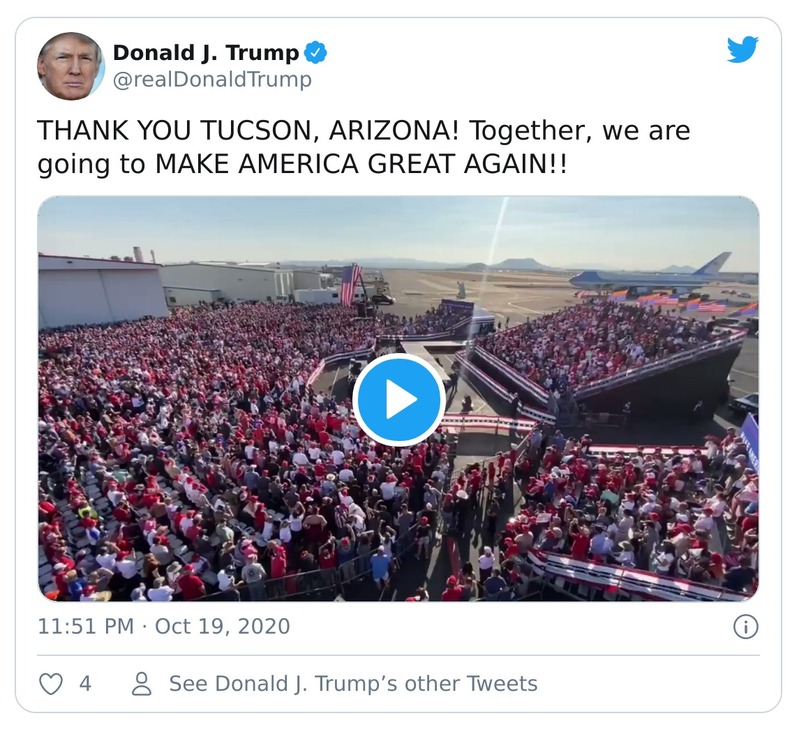 Donald J. Trump
@realDonaldTrump
THANK YOU TUCSON, ARIZONA! Together, we are
going to MAKE AMERICA GREAT AGAIN!!
11:51 PM · Oct 19, 2020
4
See Donald J. Trump’s other Tweets